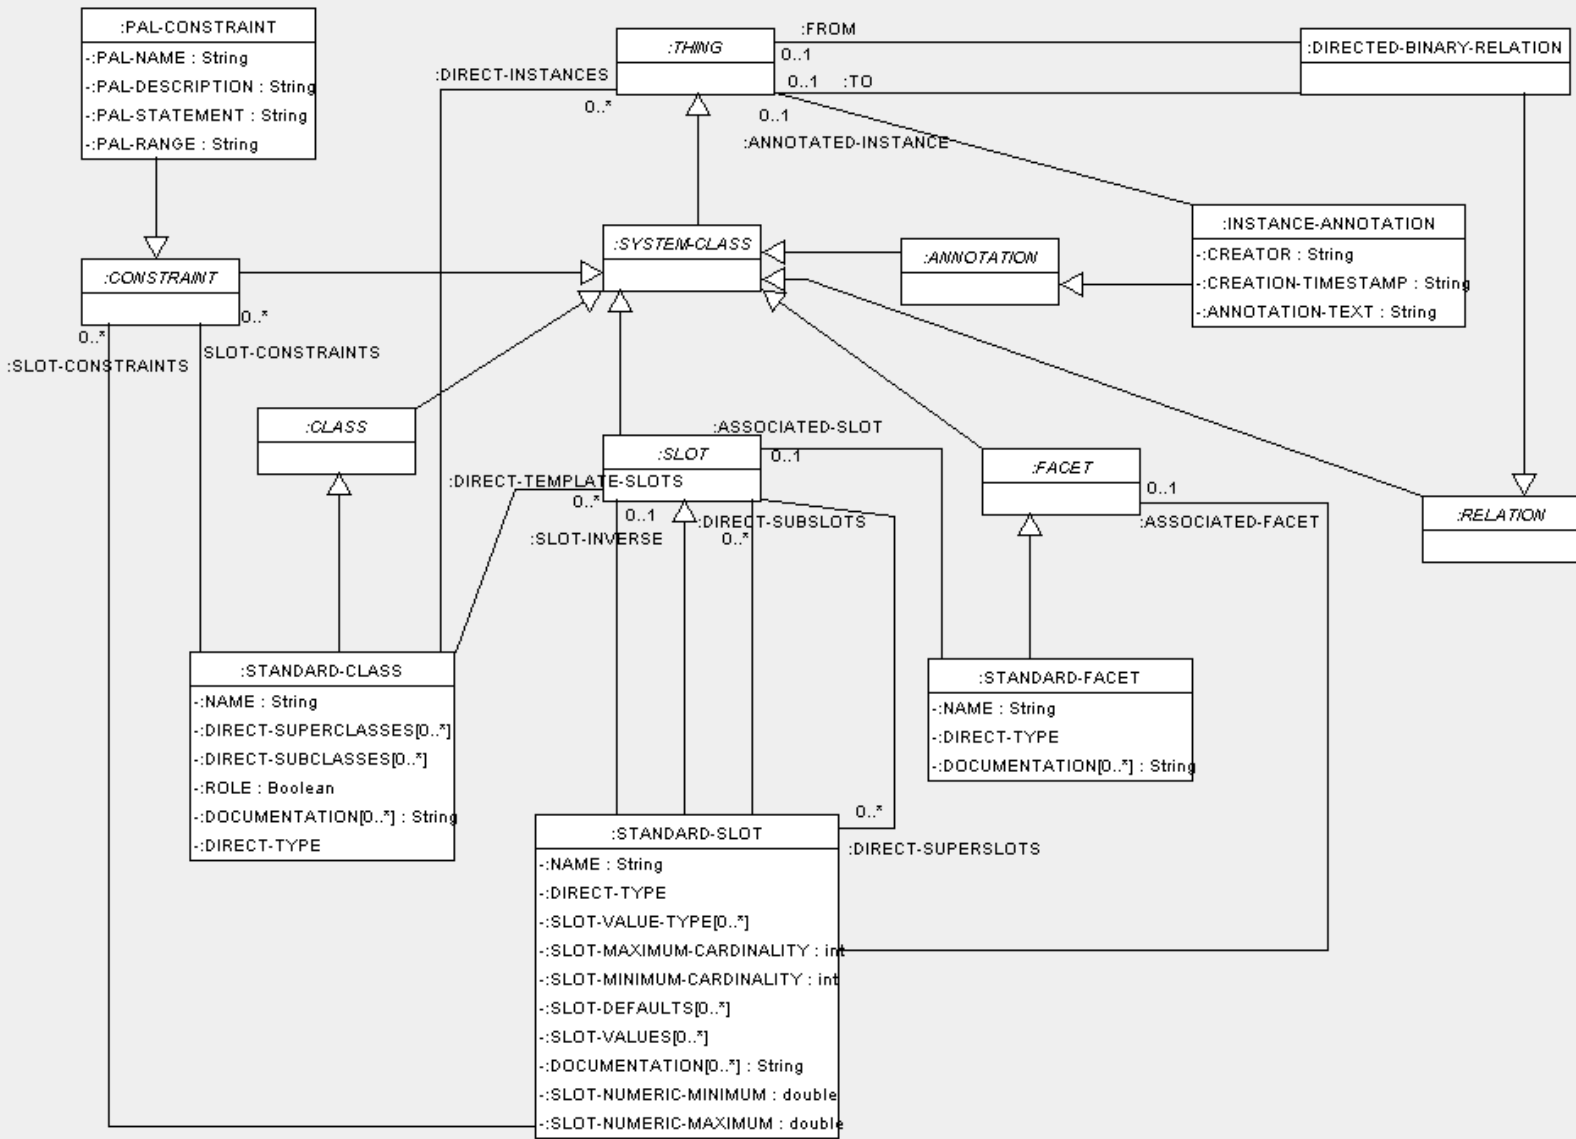 :PAL-CONSTRAINT
-:PAL-NAME : String
-:PAL-DESCRIPTION : String
-:PAL-STATEMENT : String
-:PAL-RANGE : String
:THING
:FROM
0..1
0..1 :TO
0..1
:DIRECTED-BINARY-RELATION
:DIRECT-INSTANCES
0..*
:ANNOTATED-INSTANCE
:INSTANCE-ANNOTATION
-:CREATOR : String
-:CREATION-TIMESTAMP : String
-:ANNOTATION-TEXT : String
:SYSTEM-CLASS
:ANNOTATION
:CONSTRAINT
0..*
0..*
SLOT-CONSTRAINTS
:SLOT-CONSTRAINTS
:CLASS
:SLOT
:ASSOCIATED-SLOT
0..1
:FACET
0..1
:ASSOCIATED-FACET
:RELATION
:DIRECT-TEMPLATE-SLOTS
0..*
0..1
:DIRECT-SUBSLOTS
:SLOT-INVERSE
0..*
:STANDARD-CLASS
-:NAME : String
-:DIRECT-SUPERCLASSES[0..*]
-:DIRECT-SUBCLASSES[0..*]
-:ROLE : Boolean
-:DOCUMENTATION[0..*] : String
-:DIRECT-TYPE
:STANDARD-FACET
-:NAME : String
-:DIRECT-TYPE
-:DOCUMENTATION[0..*] : String
0..*
:DIRECT-SUPERSLOTS
:STANDARD-SLOT
-:NAME : String
-:DIRECT-TYPE
-:SLOT-VALUE-TYPE[0..*]
-:SLOT-MAXIMUM-CARDINALITY : int
-:SLOT-MINIMUM-CARDINALITY : int
-:SLOT-DEFAULTS[0..*]
-:SLOT-VALUES[0..*]
-:DOCUMENTATION[0..*] : String
-:SLOT-NUMERIC-MINIMUM : double
-:SLOT-NUMERIC-MAXIMUM : double